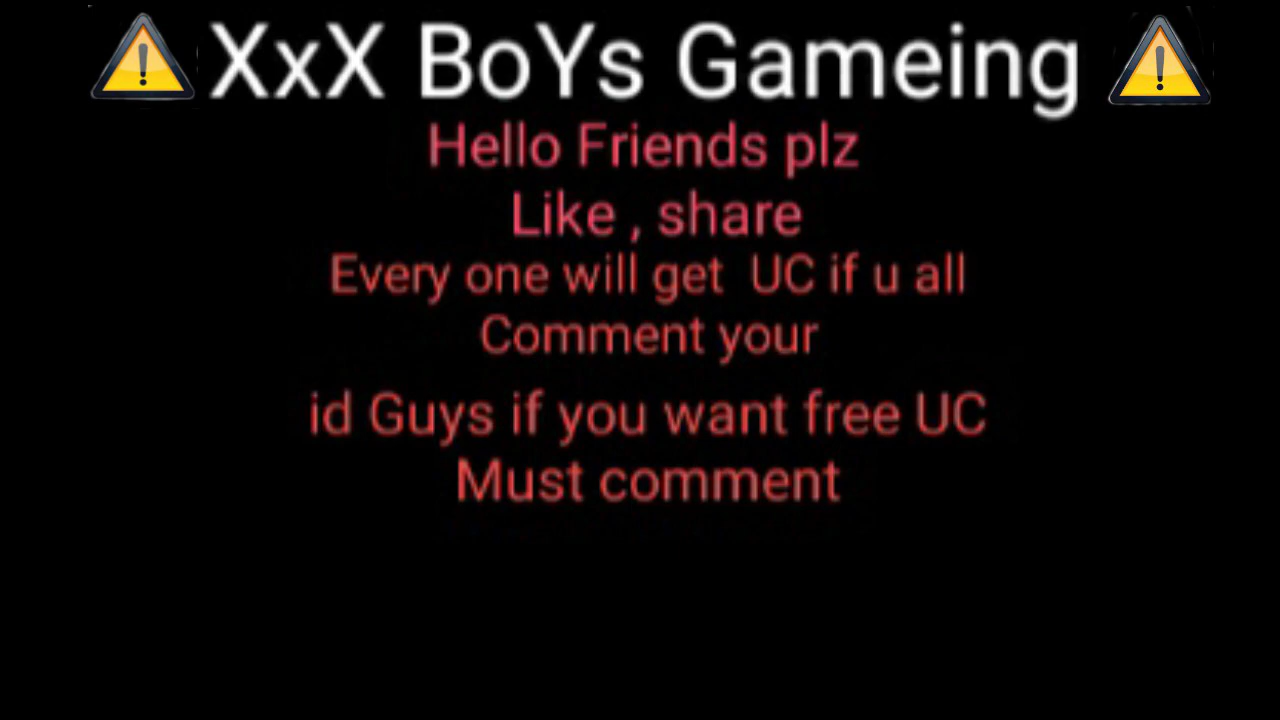 XxX BoYs Gameing
Hello Friends plz
Like , share
Every one will get UC if u all
Comment your
id Guys if you want free UC
Must comment